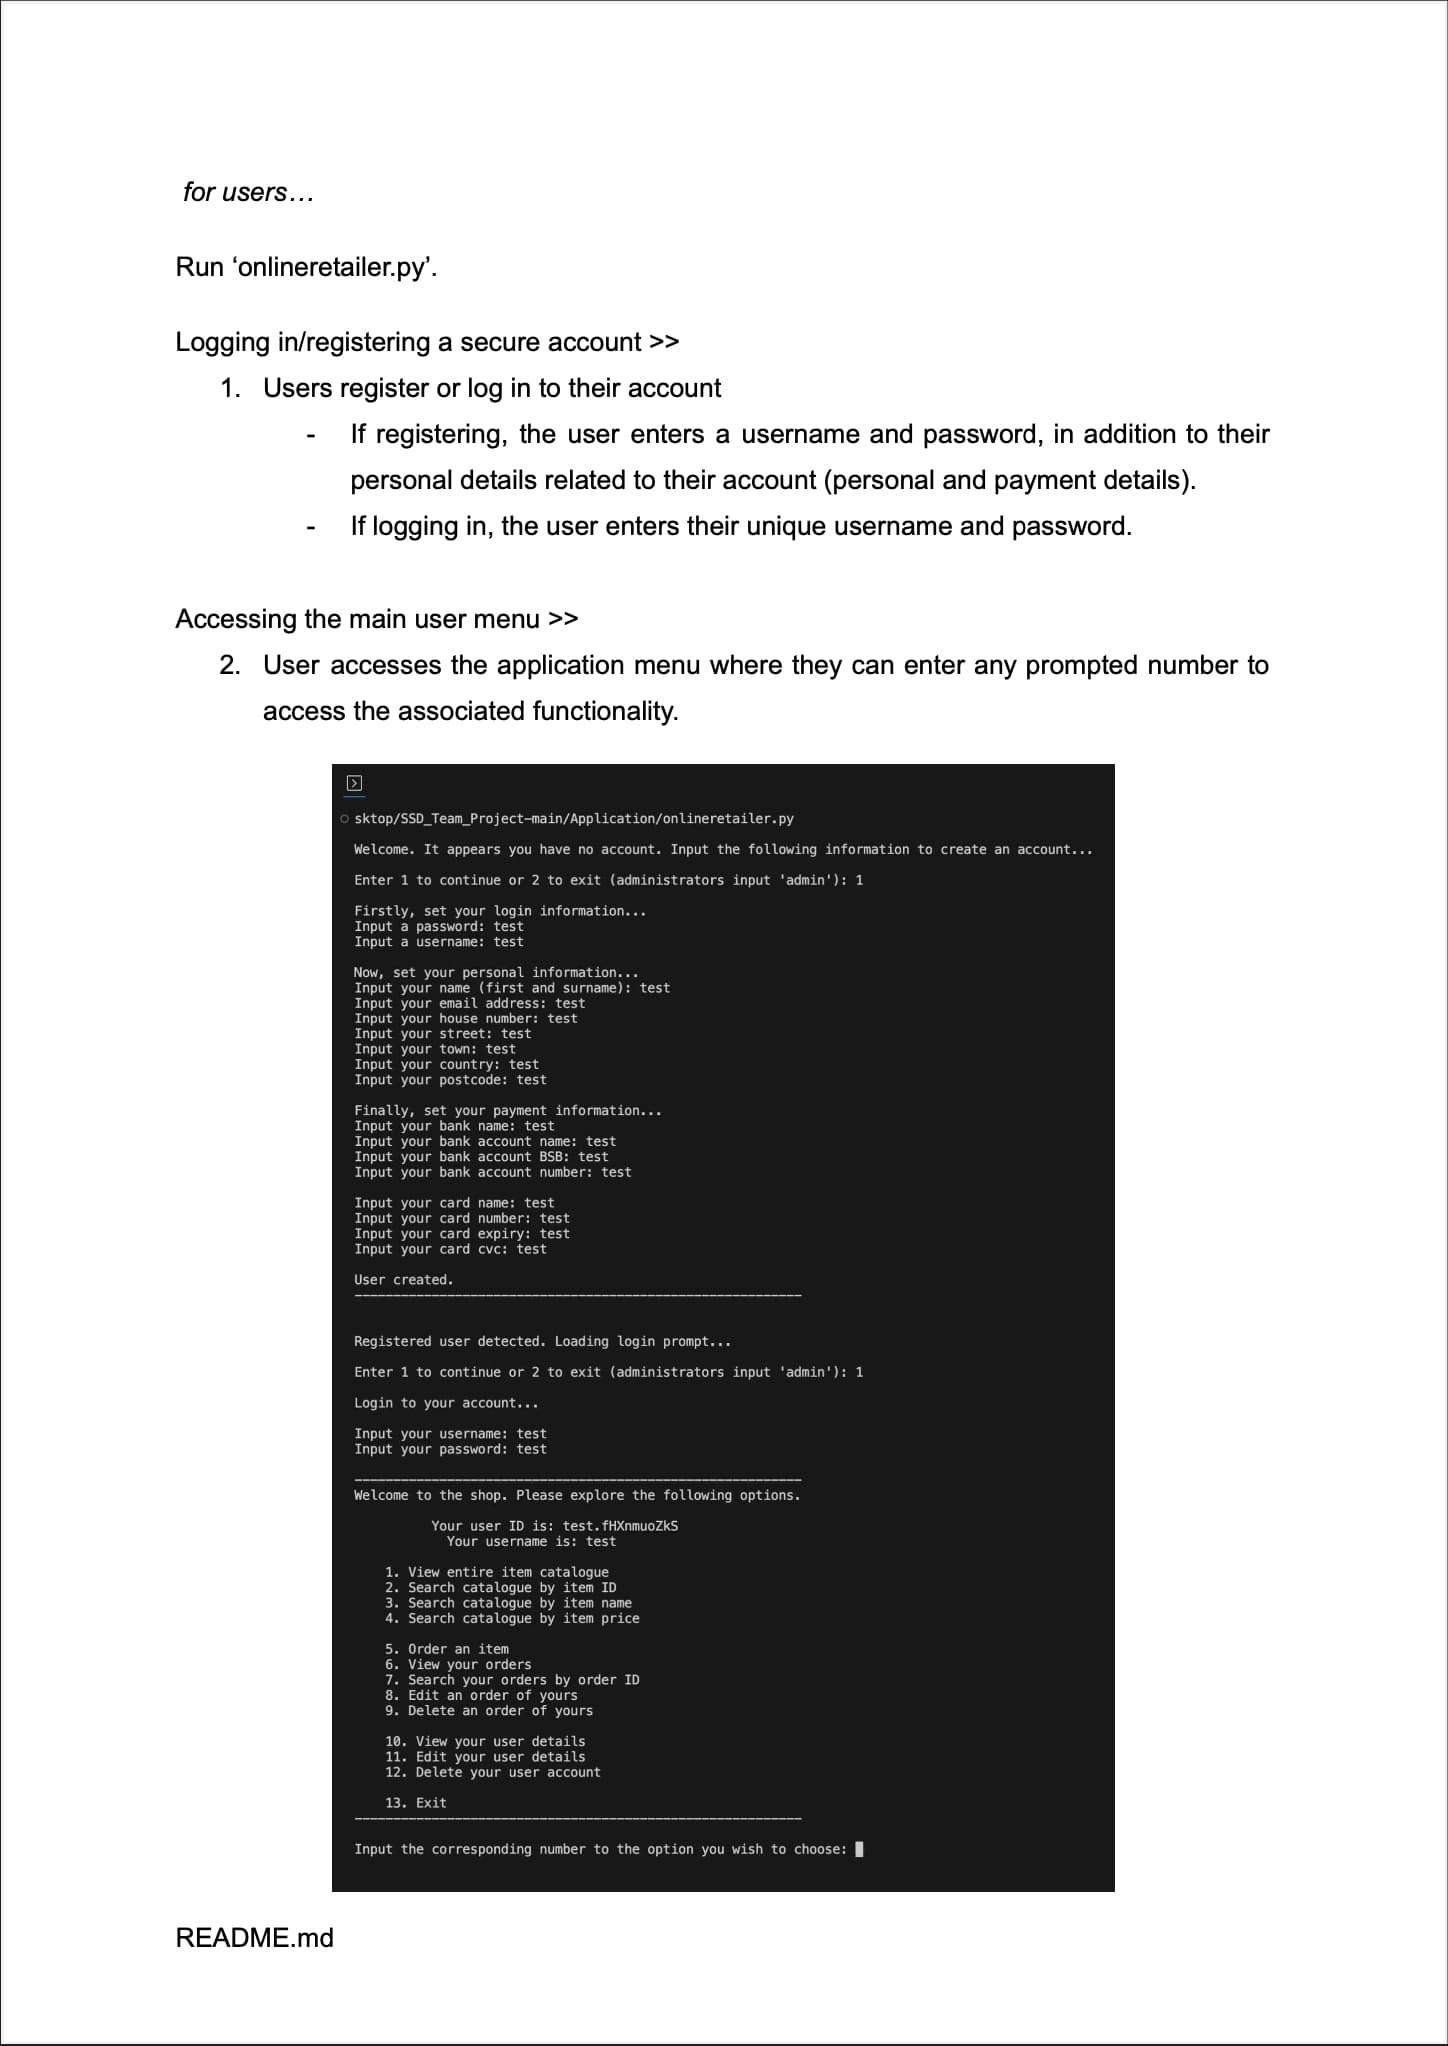 for users…
Run ‘onlineretailer.py’.
Logging in/registering a secure account >>
1. Users register or log in to their account
- If registering, the user enters a username and password, in addition to their
personal details related to their account (personal and payment details).
- If logging in, the user enters their unique username and password.
Accessing the main user menu >>
2. User accesses the application menu where they can enter any prompted number to
access the associated functionality.
sktop/SSD_Team_Project-main/Application/onlineretailer.py
Welcome. It appears you have no account. Input the following information to create an account...
Enter 1 to continue or 2 to exit (administrators input 'admin'): 1
Firstly, set your login information...
Input a password: test
Input a username: test
Now, set your personal information...
Input your name (first and surname): test
Input your email address: test
Input your house number: test
Input your street: test
Input your town: test
Input your country: test
Input your postcode: test
Finally, set your payment information...
Input your bank name: test
Input your bank account name: test
Input your bank account BSB: test
Input your bank account number: test
Input your card name: test
Input your card number: test
Input your card expiry: test
Input your card cvc: test
User created.
Registered user detected. Loading login prompt...
Enter 1 to continue or 2 to exit (administrators input 'admin'): 1
Login to your account...
Input your username: test
Input your password: test
Welcome to the shop. Please explore the following options.
Your user ID is: test.fHXnmuoZkS
Your username is: test
1. View entire item catalogue
2. Search catalogue by item ID
3. Search catalogue by item name
4. Search catalogue by item price
5. Order an item
6. View your orders
7. Search your orders by order ID
8. Edit an order of yours
9. Delete an order of yours
10. View your user details
11. Edit your user details
12. Delete your user account
13. Exit
Input the corresponding number to the option you wish to choose:
README.md